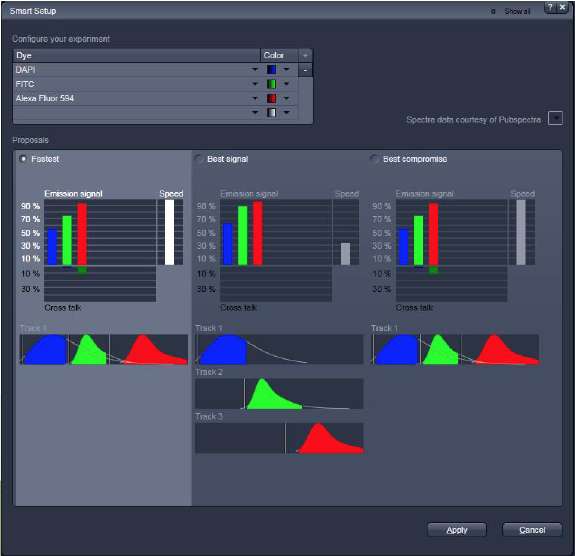 Smart Setup
Show all
? X
Configure your experiment
Dye Color +
DAPI -
FITC
Alexa Fluor 594
Spectra data courtesy of Pubspectra
Proposals
Fastest Best signal Best compromise
Emission signal Speed Emission signal Speed Emission signal Speed
90 % 90 % 90 %
70 % 70 % 70 %
50 % 50 % 50 %
30 % 30 % 30 %
10 % 10 % 10 %
10 % 10 % 10 %
30 % 30 % 30 %
Cross talk Cross talk Cross talk
Track 1 Track 1 Track 1
Track 2
Track 3
Apply Cancel